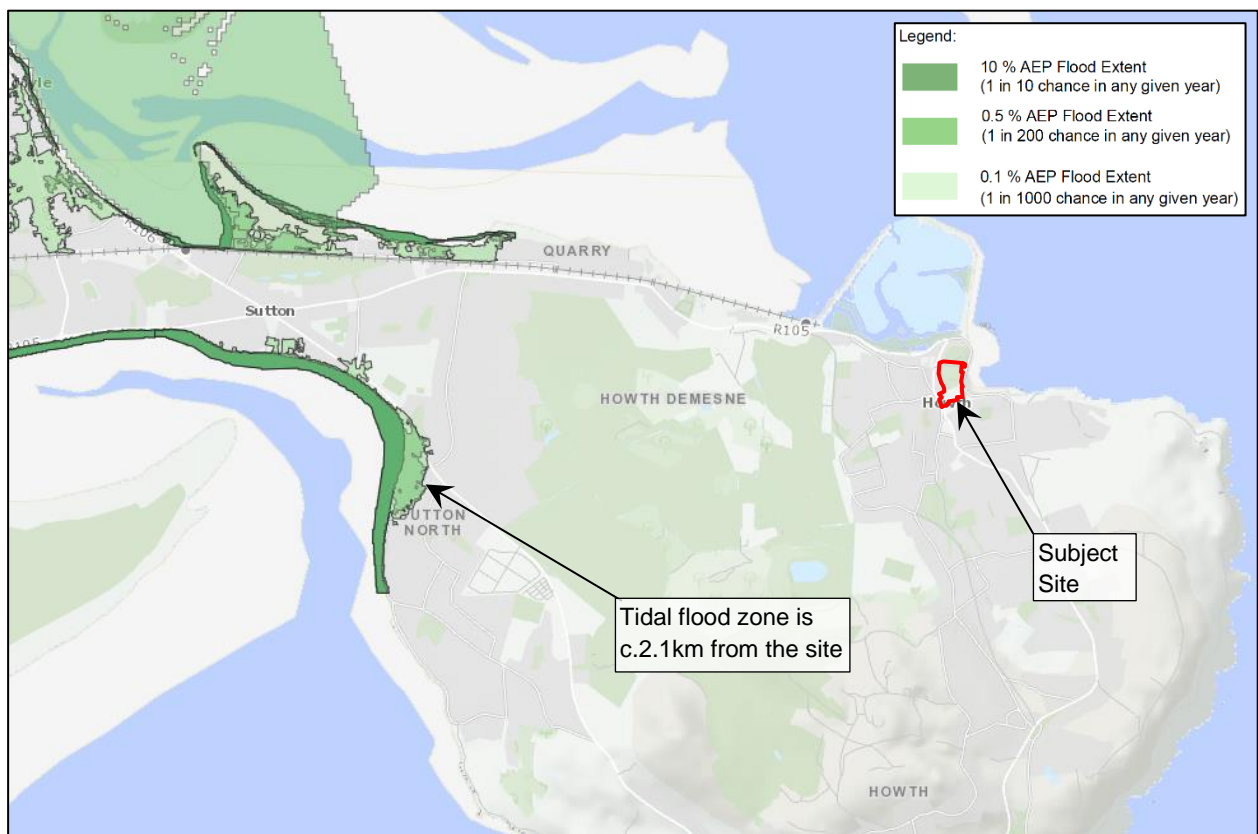 Legend:
10 % AEP Flood Extent
(1 in 10 chance in any given year)
0.5 % AEP Flood Extent
(1 in 200 chance in any given year)
0.1 % AEP Flood Extent
(1 in 1000 chance in any given year)
R106
QUARRY
Sutton
R105
R105
HOWTH DEMESNE
Howth
SUTTON
NORTH
Subject
Site
Tidal flood zone is
c.2.1km from the site
HOWTH